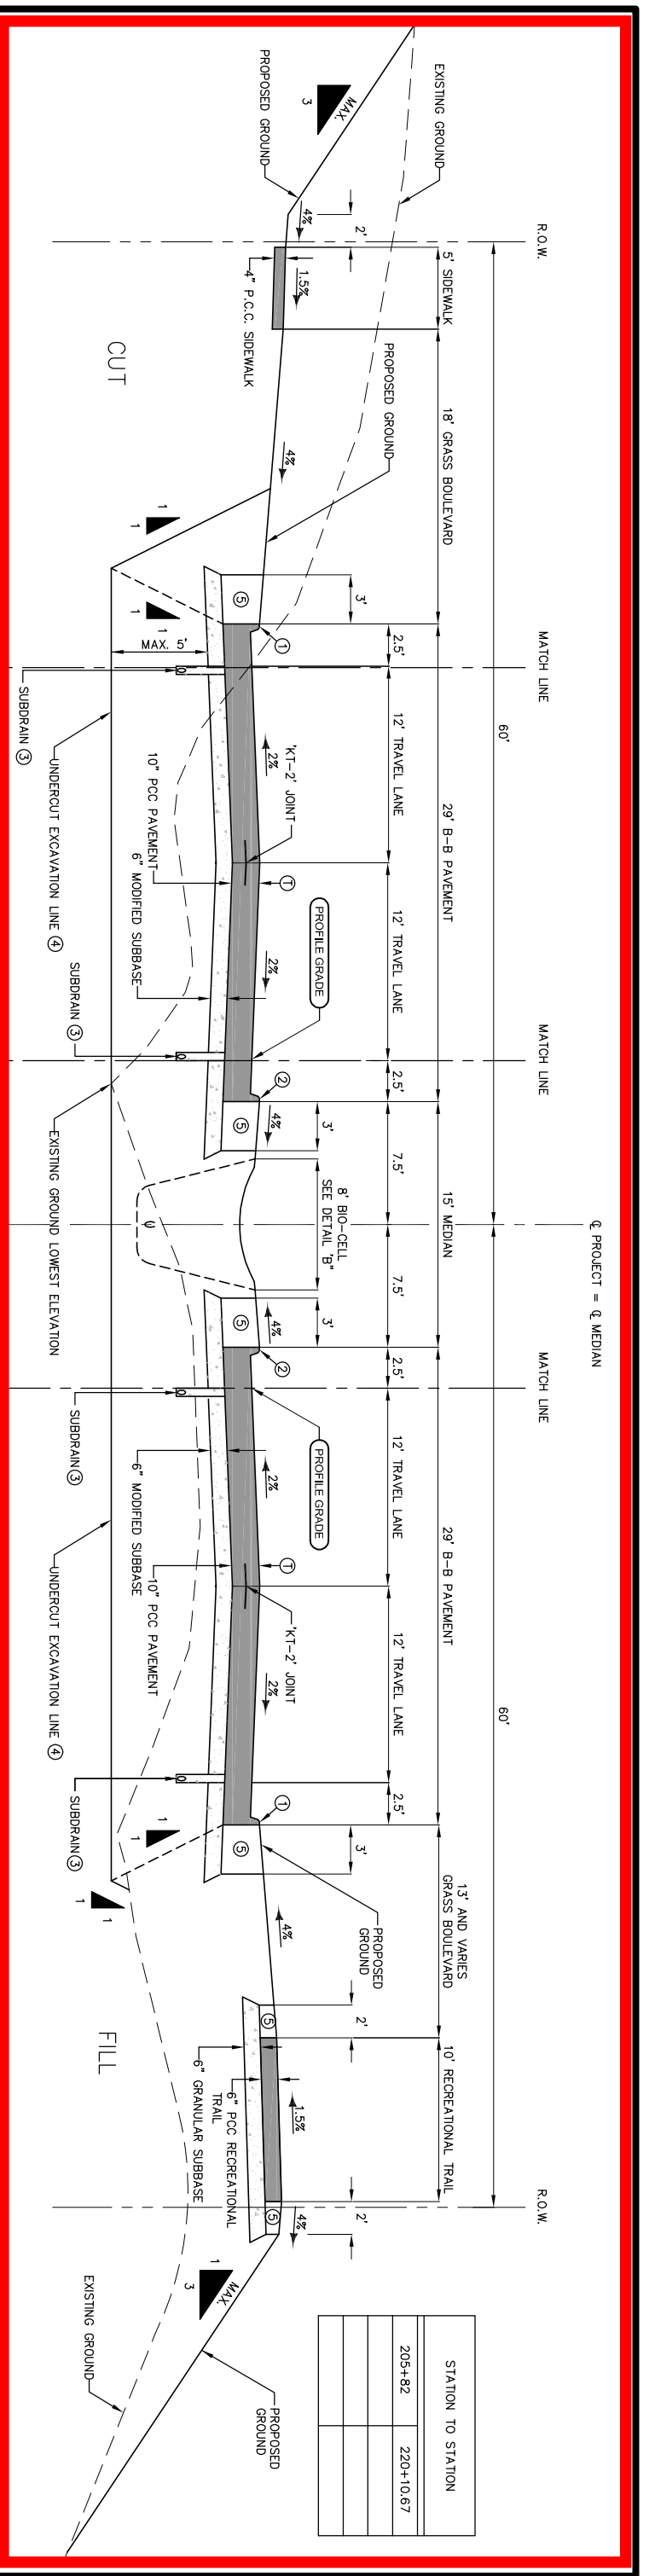 ℄ PROJECT = ℄ MEDIAN
R.O.W.
MATCH LINE
MATCH LINE
MATCH LINE
R.O.W.
60'
60'
5' SIDEWALK
18' GRASS BOULEVARD
29' B-B PAVEMENT
15' MEDIAN
29' B-B PAVEMENT
13' AND VARIES
GRASS BOULEVARD
10' RECREATIONAL TRAIL
2.5'
12' TRAVEL LANE
12' TRAVEL LANE
2.5'
7.5'
7.5'
2.5'
12' TRAVEL LANE
12' TRAVEL LANE
2.5'
EXISTING GROUND
2'
PROPOSED GROUND
3'
3'
8' BIO-CELL
SEE DETAIL "B"
3'
3'
PROPOSED
GROUND
2'
2'
MAX.
3
PROPOSED GROUND
4%
1.5%
4" P.C.C. SIDEWALK
4%
1
2%
'KT-2' JOINT
T
PROFILE GRADE
2%
2
4%
4%
2
PROFILE GRADE
2%
T
'KT-2' JOINT
2%
1
4%
1.5%
4%
5
5
5
5
5
5
CUT
1
1
1
1
MAX. 5'
SUBDRAIN 3
UNDERCUT EXCAVATION LINE 4
10" PCC PAVEMENT
6" MODIFIED SUBBASE
SUBDRAIN 3
EXISTING GROUND LOWEST ELEVATION
SUBDRAIN 3
6" MODIFIED SUBBASE
10" PCC PAVEMENT
UNDERCUT EXCAVATION LINE 4
SUBDRAIN 3
1
1
1
1
FILL
6" PCC RECREATIONAL
TRAIL
6" GRANULAR SUBBASE
1
MAX.
3
EXISTING GROUND
PROPOSED
GROUND
STATION TO STATION
205+82 220+10.67